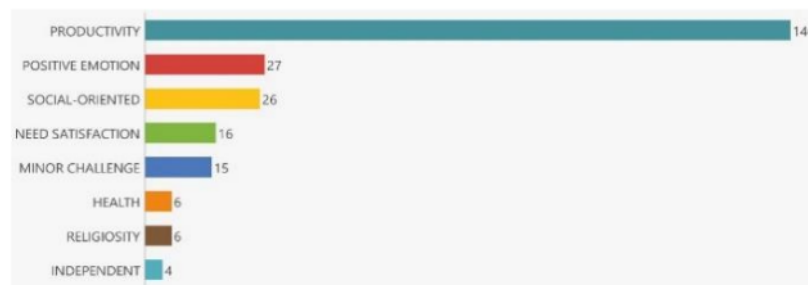 PRODUCTIVITY 14
POSITIVE EMOTION 27
SOCIAL-ORIENTED 26
NEED SATISFACTION 16
MINOR CHALLENGE 15
HEALTH 6
RELIGIOSITY 6
INDEPENDENT 4